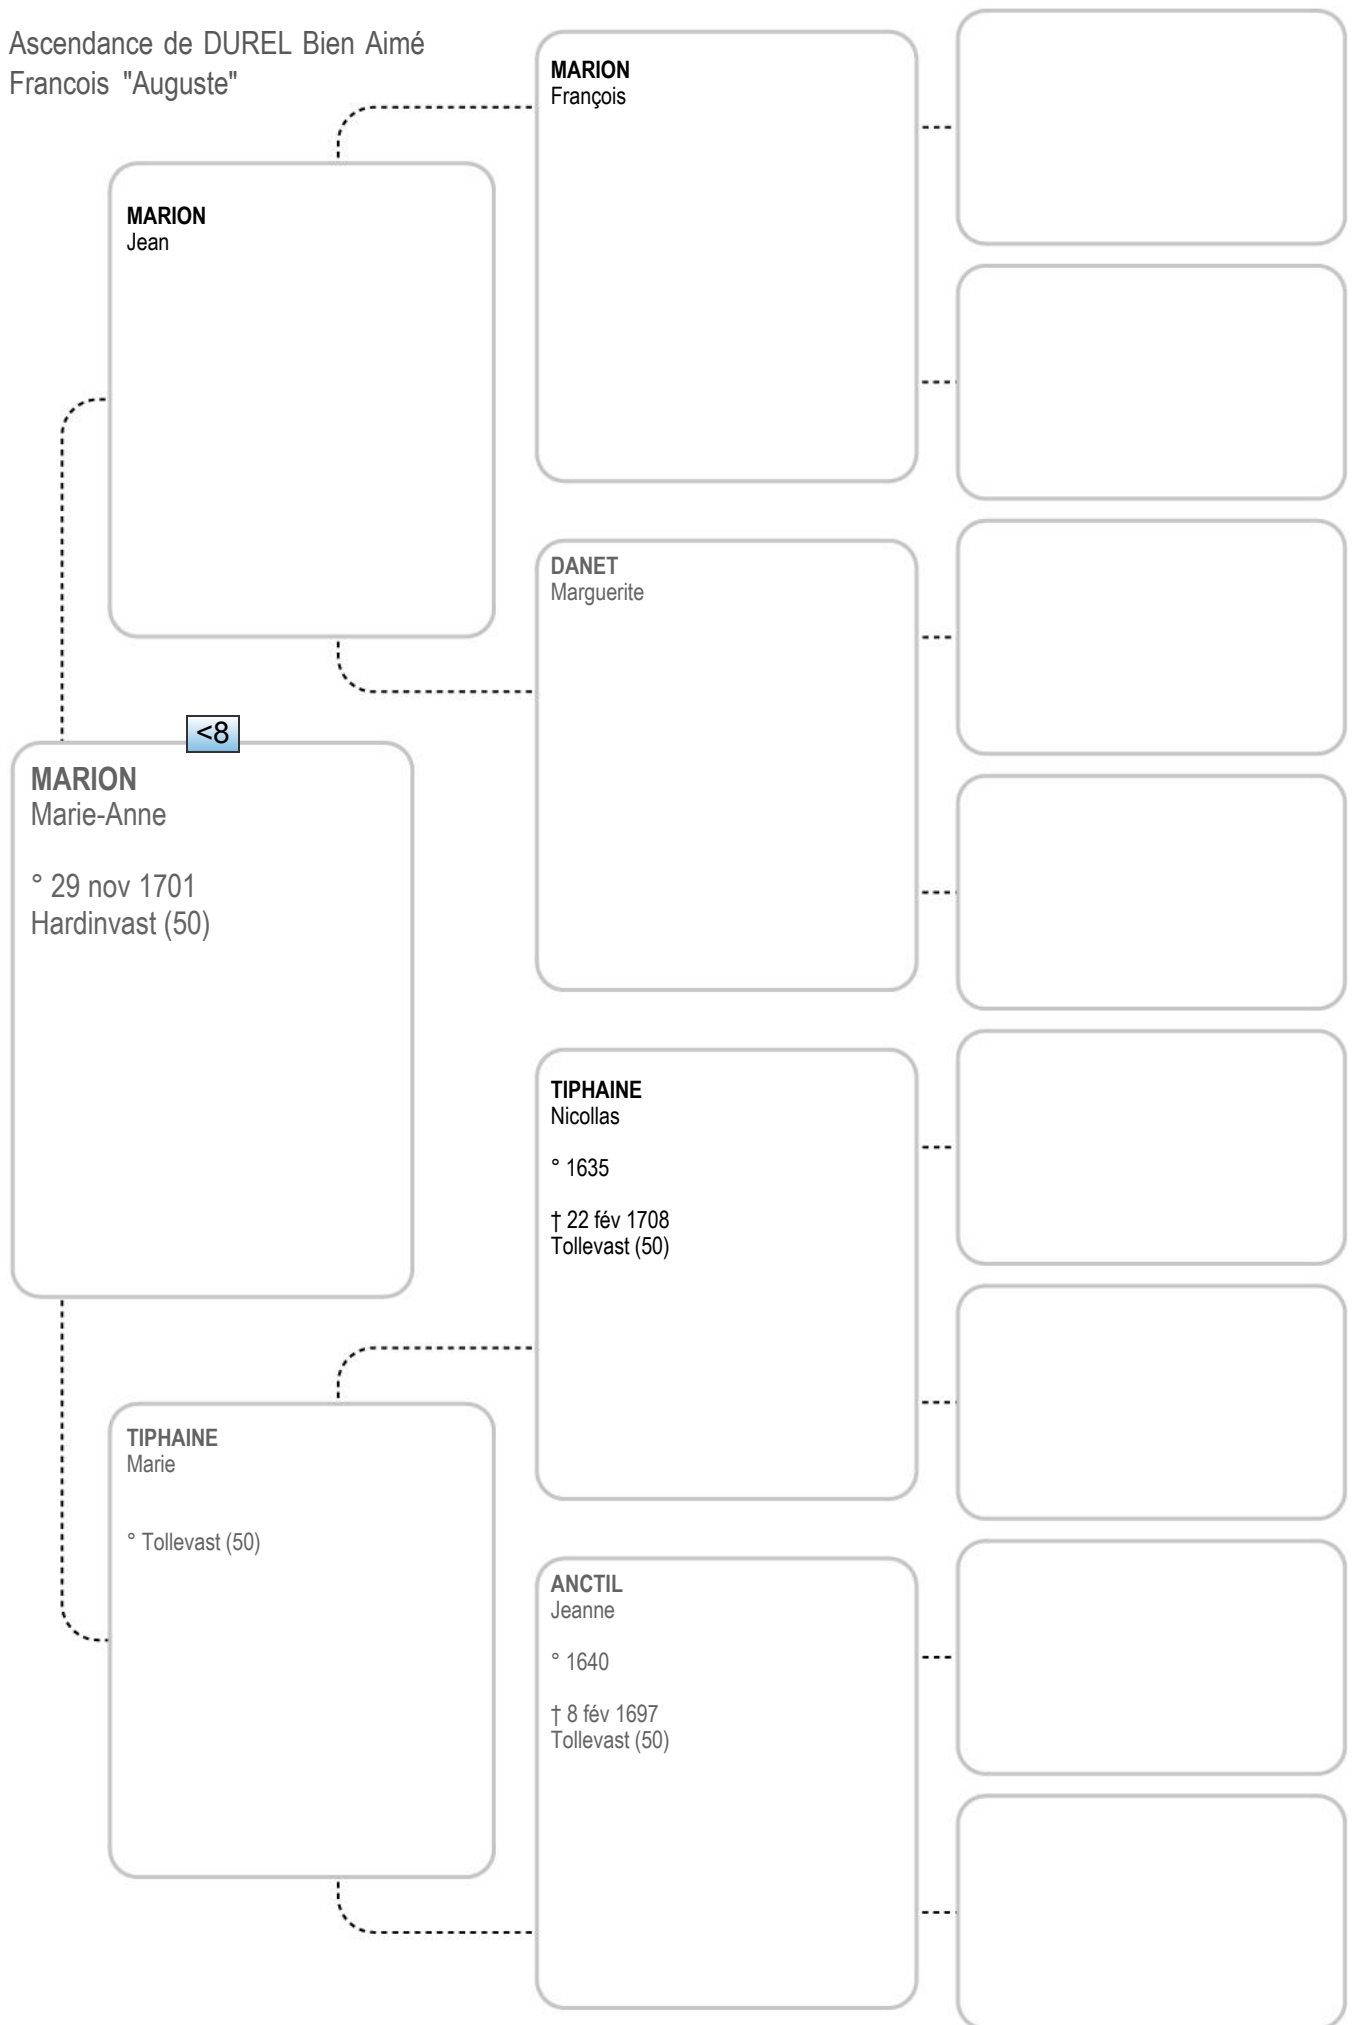 Ascendance de DUREL Bien Aimé
Francois "Auguste"
MARION
François
MARION
Jean
DANET
Marguerite
<8
MARION
Marie-Anne
° 29 nov 1701
Hardinvast (50)
TIPHAINE
Nicollas
° 1635
† 22 fév 1708
Tollevast (50)
TIPHAINE
Marie
° Tollevast (50)
ANCTIL
Jeanne
° 1640
† 8 fév 1697
Tollevast (50)